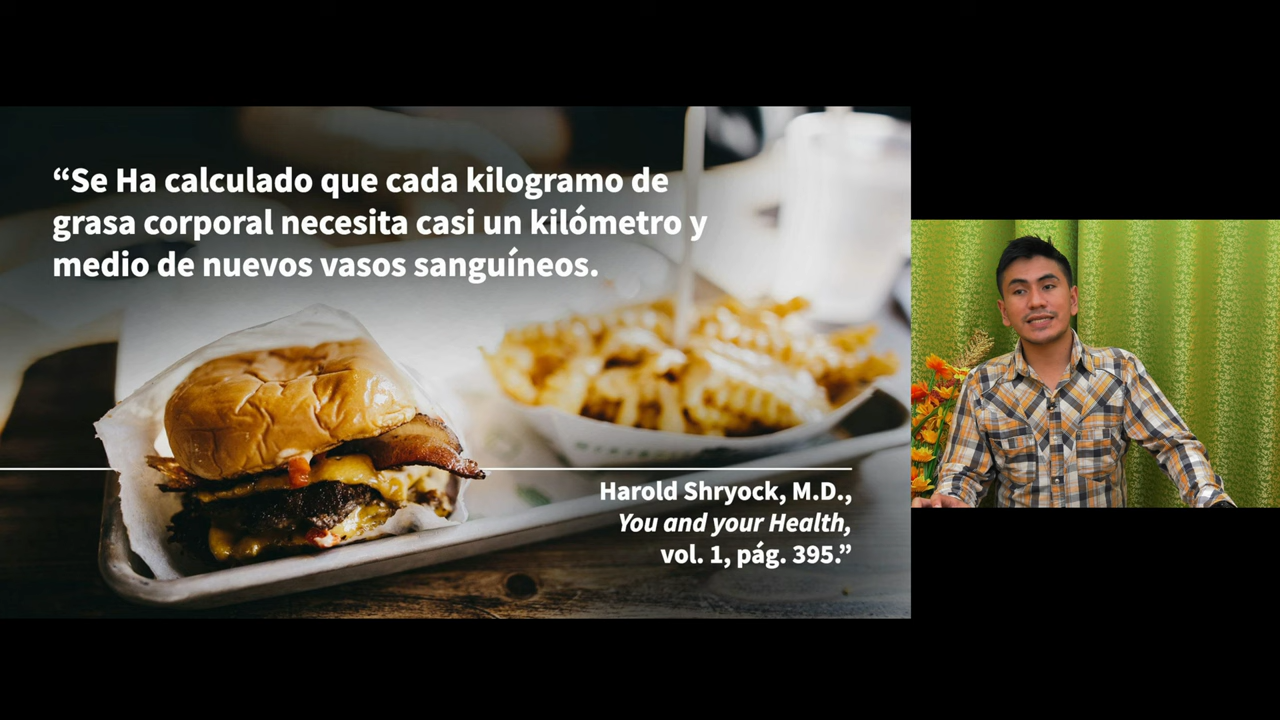 “Se Ha calculado que cada kilogramo de
grasa corporal necesita casi un kilómetro y
medio de nuevos vasos sanguíneos.
Harold Shryock, M.D.,
You and your Health,
vol. 1, pág. 395.”